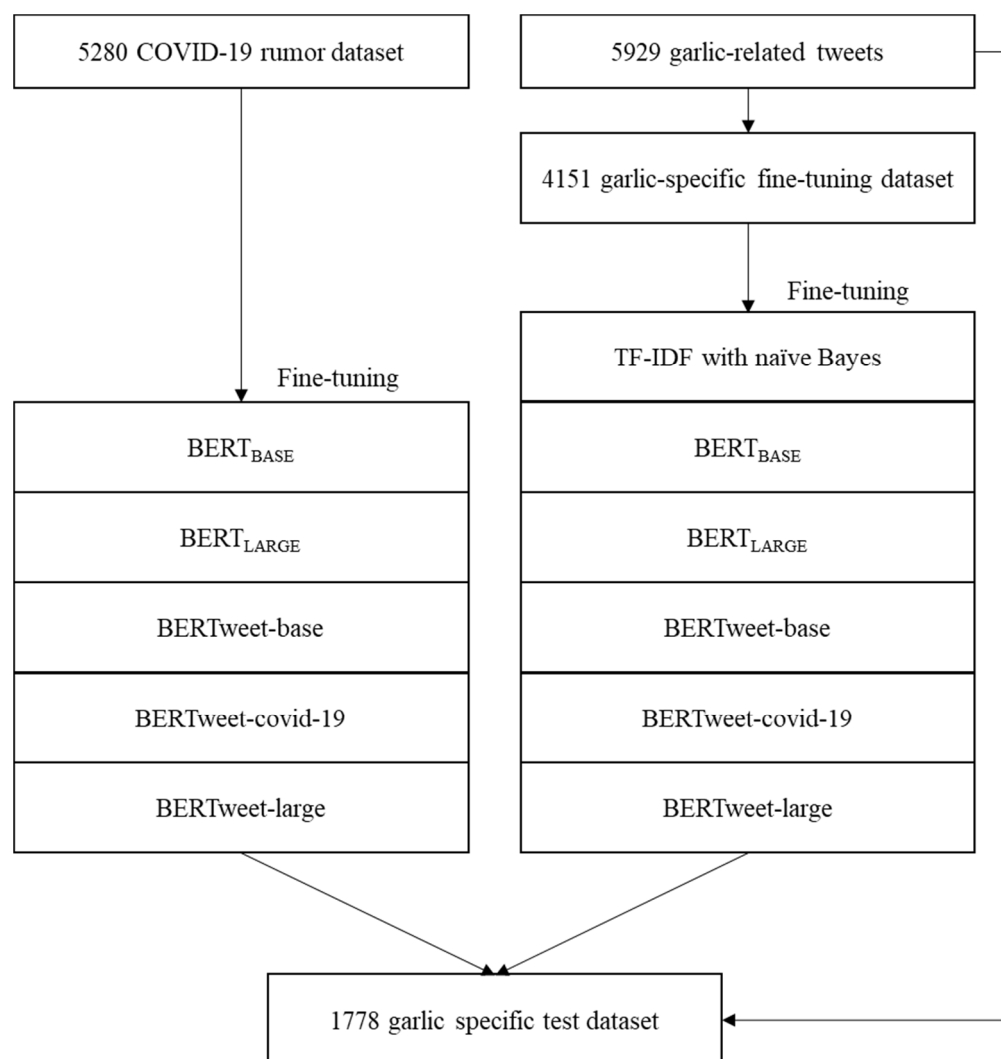 5280 COVID-19 rumor dataset
5929 garlic-related tweets
4151 garlic-specific fine-tuning dataset
Fine-tuning
TF-IDF with naïve Bayes
Fine-tuning
BERTBASE
BERTLARGE
BERTweet-base
BERTweet-covid-19
BERTweet-large
BERTBASE
BERTLARGE
BERTweet-base
BERTweet-covid-19
BERTweet-large
1778 garlic specific test dataset